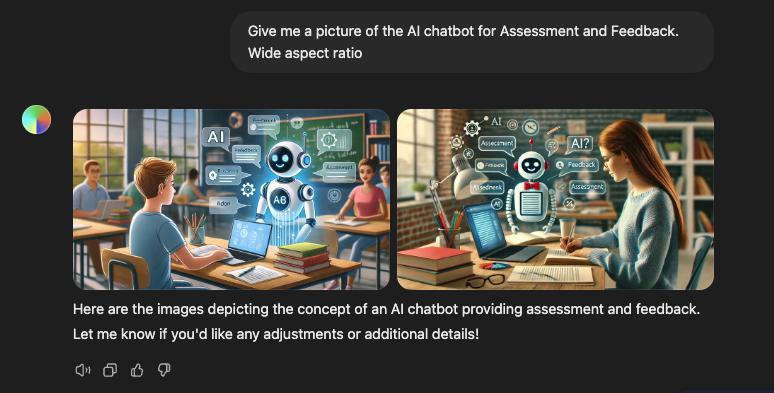 Give me a picture of the AI chatbot for Assessment and Feedback.
Wide aspect ratio
AI
Feedback
Feedback
AI
AI?
Assessment
Feedback
Assessment
Here are the images depicting the concept of an AI chatbot providing assessment and feedback.
Let me know if you'd like any adjustments or additional details!